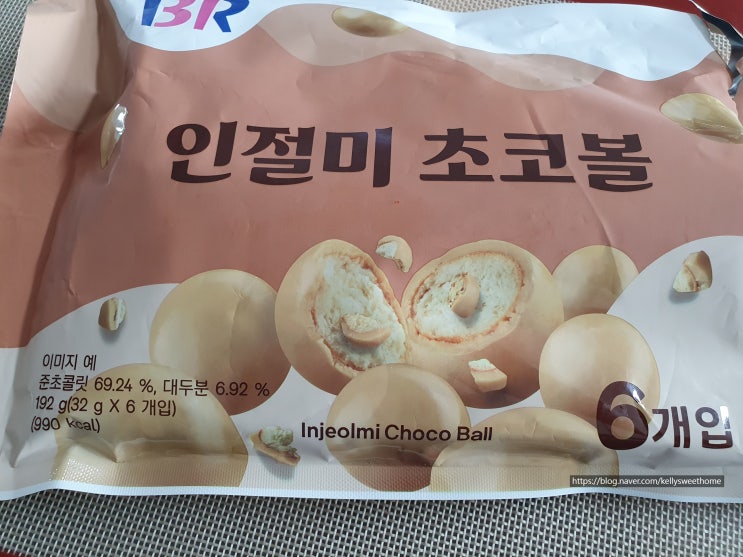 BR
인절미 초코볼
이미지 예
준초콜릿 69.24 %, 대두분 6.92 %
192 g(32 g X 6 개입)
(990 kcal)
Injeolmi Choco Ball
6개입
https://blog.naver.com/kellysweethome